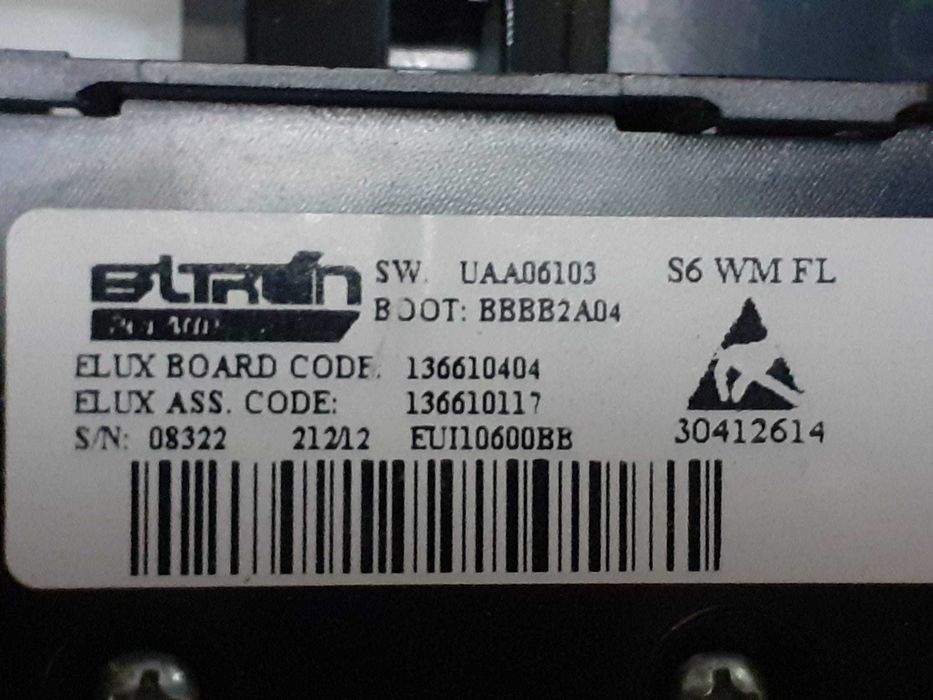 ELTRON
SW. UAA06103
S6 WM FL
BOOT: BBBB2A04
ELUX BOARD CODE: 136610404
ELUX ASS. CODE: 136610117
S/N: 08322 212/12 EUI10600BB
30412614